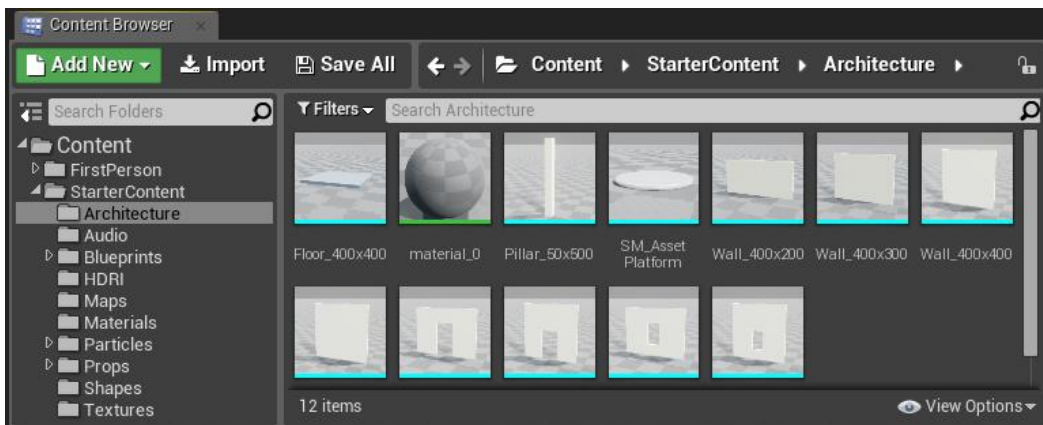 Content Browser
Add New Import Save All Content StarterContent Architecture
Search Folders
Filters Search Architecture
Content
FirstPerson
StarterContent
Architecture
Audio
Blueprints
HDRI
Maps
Materials
Particles
Props
Shapes
Textures
Floor_400x400 material_0 Pillar_50x500 SM_Asset Platform Wall_400x200 Wall_400x300 Wall_400x400
12 items View Options